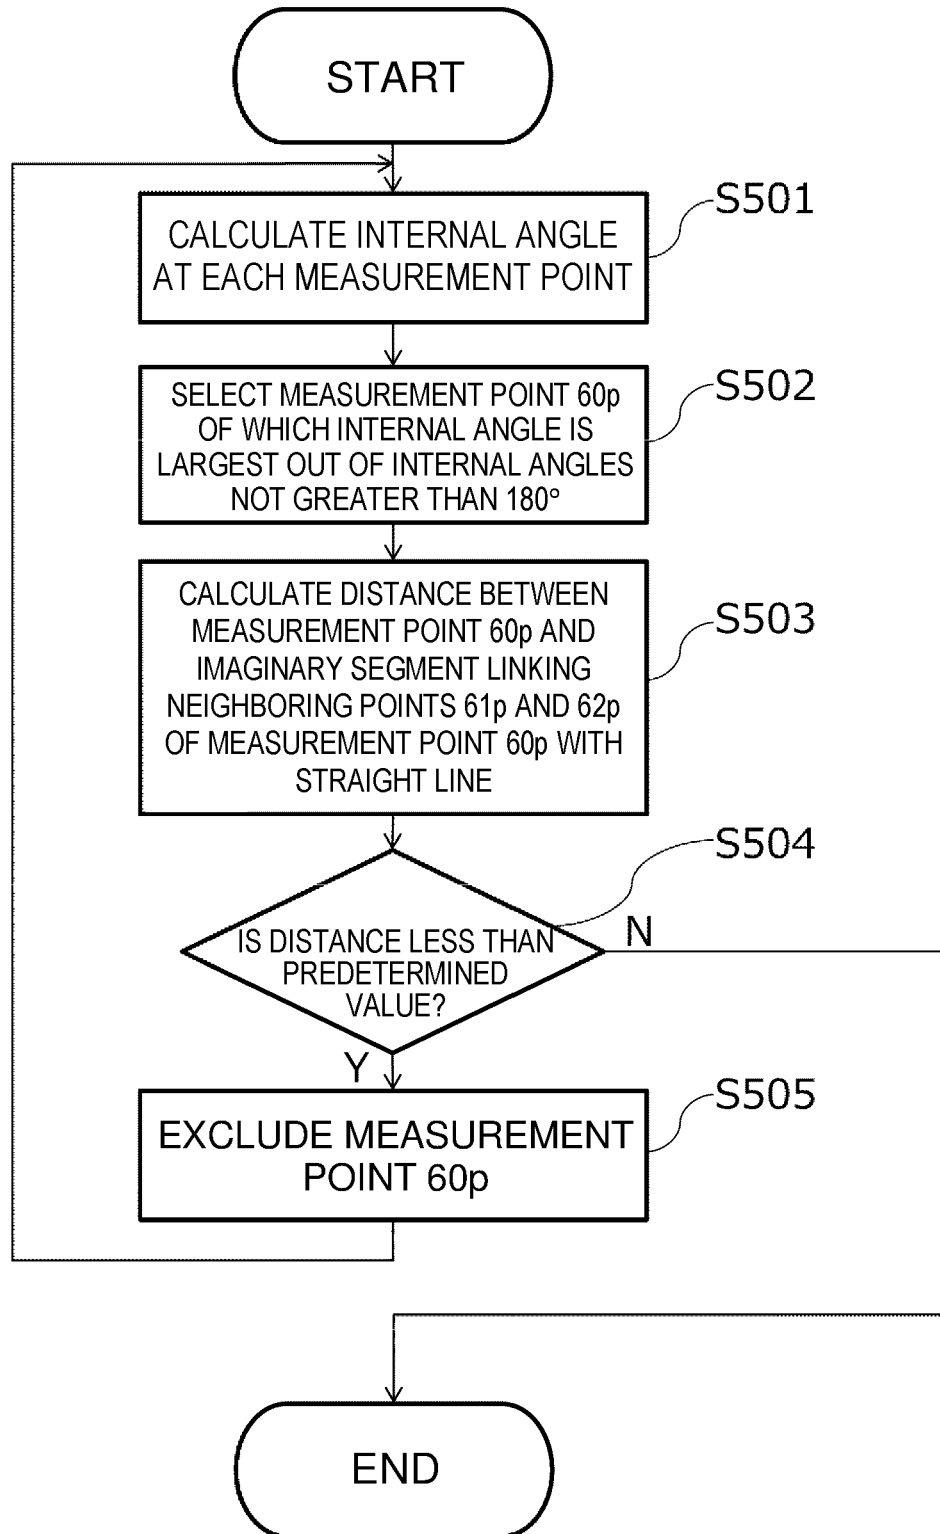 START
S501
CALCULATE INTERNAL ANGLE
AT EACH MEASUREMENT POINT
S502
SELECT MEASUREMENT POINT 60p
OF WHICH INTERNAL ANGLE IS
LARGEST OUT OF INTERNAL ANGLES
NOT GREATER THAN 180°
S503
CALCULATE DISTANCE BETWEEN
MEASUREMENT POINT 60p AND
IMAGINARY SEGMENT LINKING
NEIGHBORING POINTS 61p AND 62p
OF MEASUREMENT POINT 60p WITH
STRAIGHT LINE
S504
IS DISTANCE LESS THAN
PREDETERMINED
VALUE?
N
Y
S505
EXCLUDE MEASUREMENT
POINT 60p
END